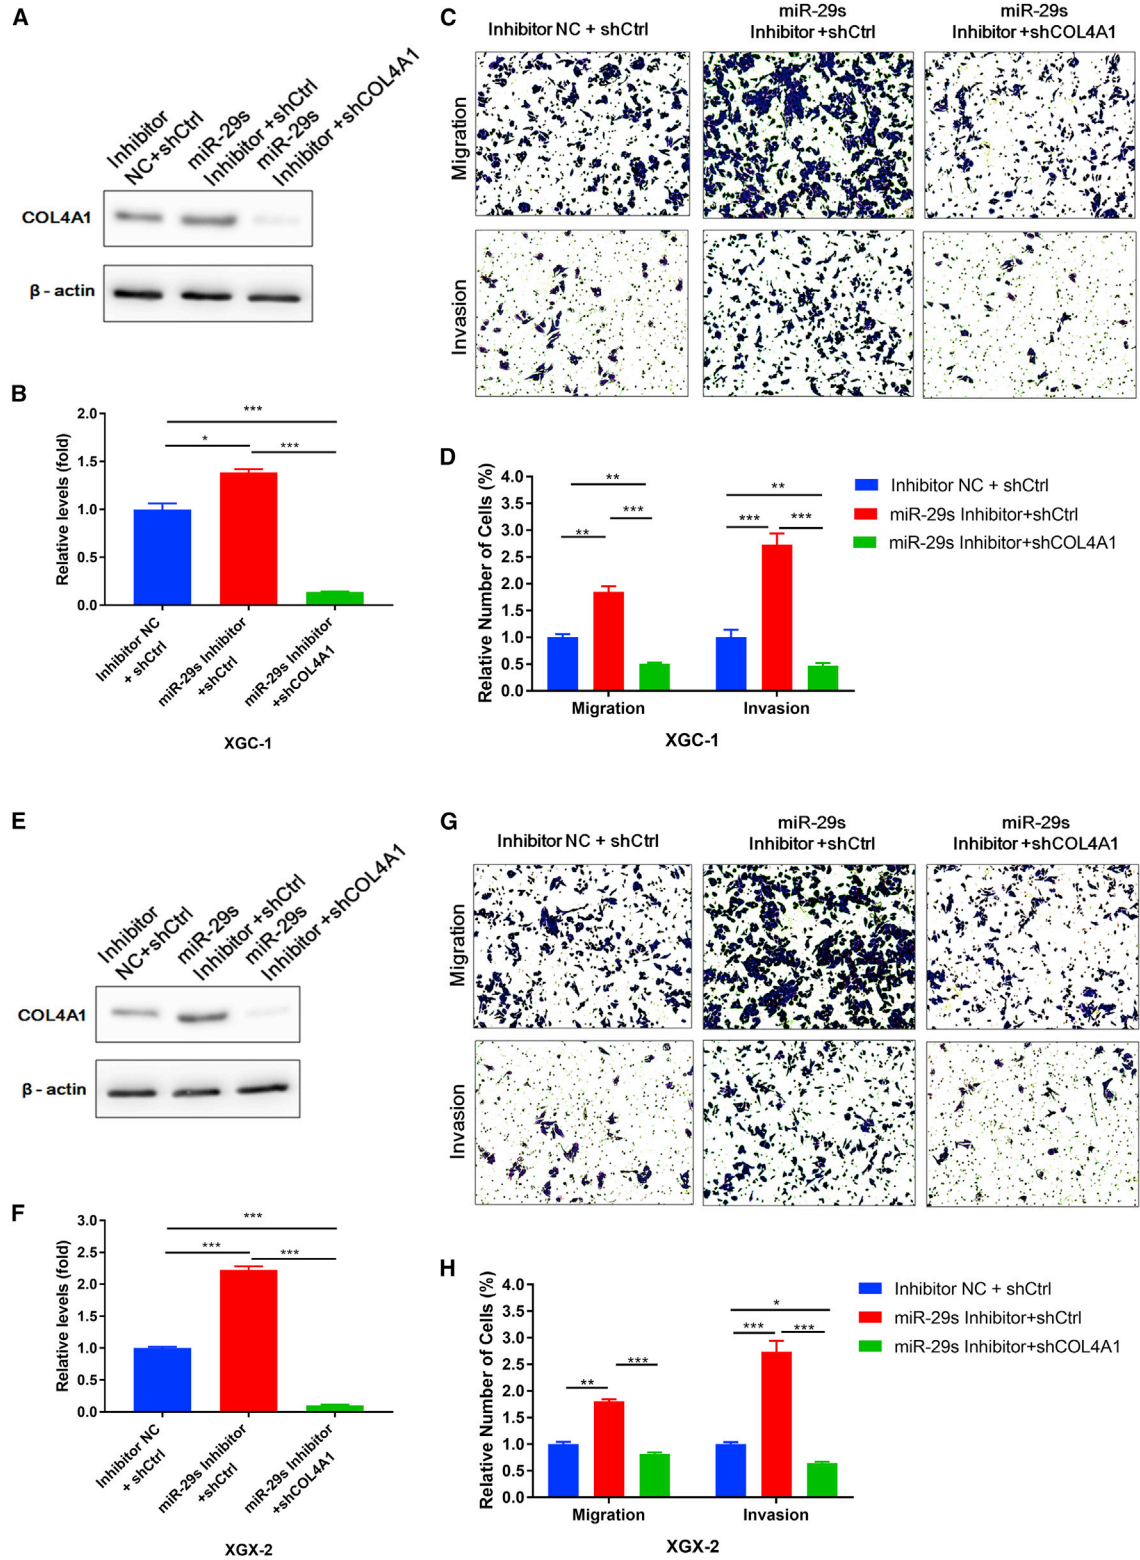 A
Inhibitor
NC+shCtrl
miR-29s
Inhibitor+shCtrl
miR-29s
Inhibitor+shCOL4A1
COL4A1
β - actin
B
Relative levels (fold)
2.0
1.5
1.0
0.5
0.0
***
*
***
Inhibitor NC
+ shCtrl
miR-29s Inhibitor
+shCtrl
miR-29s Inhibitor
+shCOL4A1
XGC-1
C
Inhibitor NC + shCtrl
miR-29s
Inhibitor +shCtrl
miR-29s
Inhibitor +shCOL4A1
Migration
Invasion
D
Relative Number of Cells (%)
4.0
3.5
3.0
2.5
2.0
1.5
1.0
0.5
0.0
**
***
**
**
***
***
Migration
Invasion
Inhibitor NC + shCtrl
miR-29s Inhibitor+shCtrl
miR-29s Inhibitor+shCOL4A1
XGC-1
E
Inhibitor
NC+shCtrl
miR-29s
Inhibitor +shCtrl
miR-29s
Inhibitor+shCOL4A1
COL4A1
β - actin
F
Relative levels (fold)
3.0
2.5
2.0
1.5
1.0
0.5
0.0
***
***
***
Inhibitor NC
+ shCtrl
miR-29s Inhibitor
+shCtrl
miR-29s Inhibitor
+shCOL4A1
XGX-2
G
Inhibitor NC + shCtrl
miR-29s
Inhibitor +shCtrl
miR-29s
Inhibitor +shCOL4A1
Migration
Invasion
H
Relative Number of Cells (%)
4.0
3.5
3.0
2.5
2.0
1.5
1.0
0.5
0.0
***
**
*
***
***
Migration
Invasion
Inhibitor NC + shCtrl
miR-29s Inhibitor+shCtrl
miR-29s Inhibitor+shCOL4A1
XGX-2